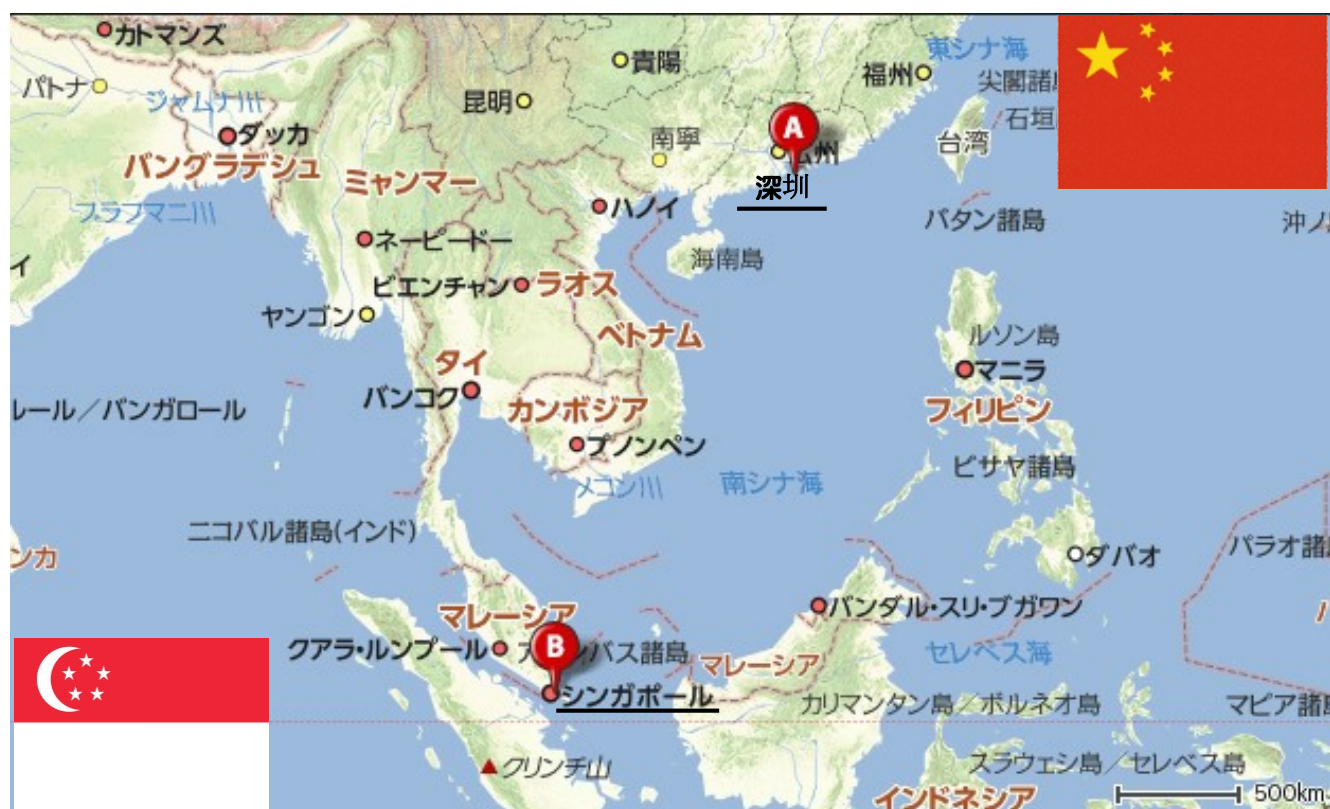 カトマンズ
東シナ海
貴陽
福州
パトナ
尖閣諸
ジャムナ川
昆明
ダッカ
石垣
A
南寧
台湾
バングラデシュ
広州
ミャンマー
深圳
ハノイ
ブラフマニ川
バタン諸島
沖ノ
ネーピードー
海南島
イ
ビエンチャン
ラオス
ヤンゴン
ベトナム
ルソン島
タイ
マニラ
バンコク
カンボジア
フィリピン
レール/バンガロール
プノンペン
ビサヤ諸島
メコン川
南シナ海
ニコバル諸島(インド)
ダバオ
パラオ諸
ンカ
マレーシア
バンダル・スリ・ブガワン
クアラ・ルンプール
B
バス諸島
マレーシア
セレベス海
シンガポール
カリマンタン島/ボルネオ島
マピア諸
クリンチ山
スラウェシ島/セレベス島
インドネシア
500km